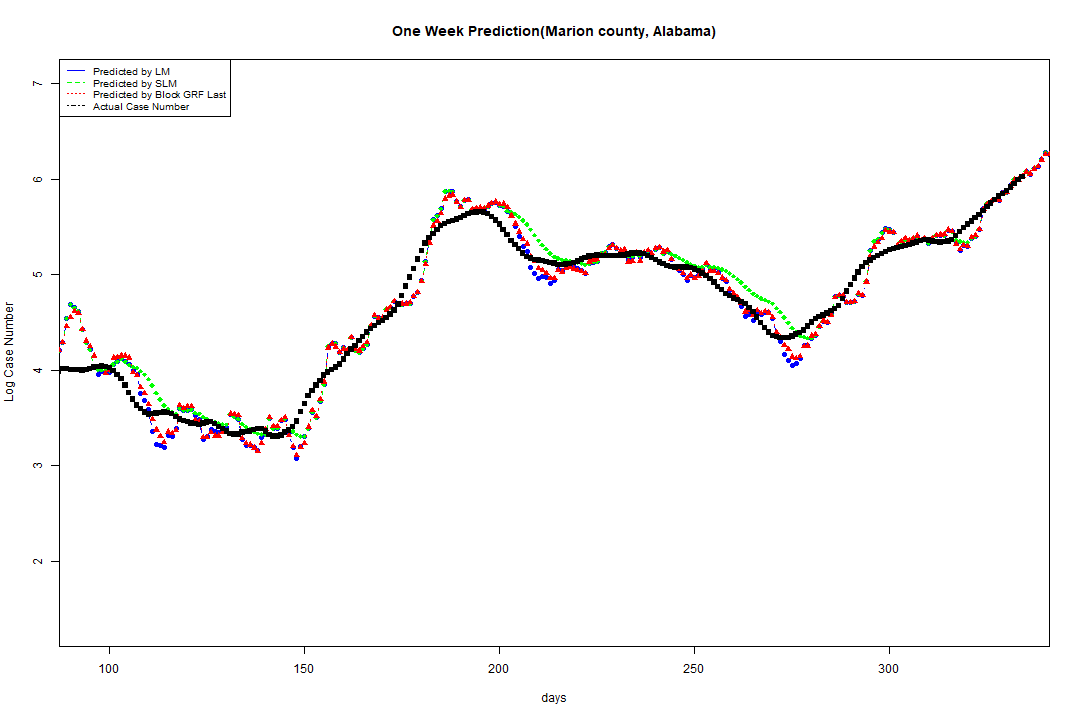 One Week Prediction(Marion county, Alabama)
Predicted by LM
Predicted by SLM
Predicted by Block GRF Last
Actual Case Number
7
6
5
4
3
2
Log Case Number
100 150 200 250 300
days